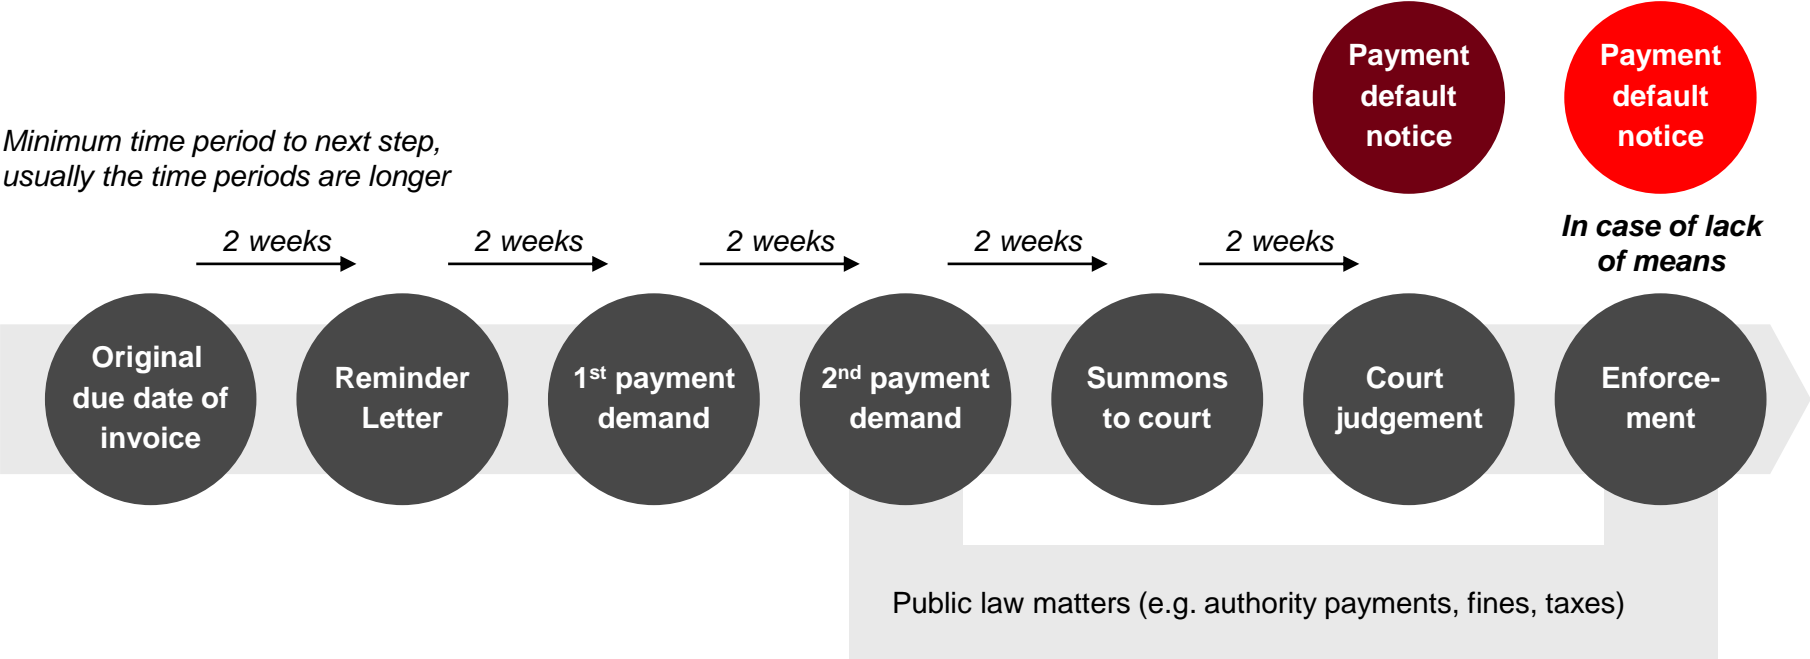 Payment
default
notice
Payment
default
notice
Minimum time period to next step,
usually the time periods are longer
In case of lack
of means
2 weeks
2 weeks
2 weeks
2 weeks
2 weeks
Original
due date of
invoice
Reminder
Letter
1st payment
demand
2nd payment
demand
Summons
to court
Court
judgement
Enforce-
ment
Public law matters (e.g. authority payments, fines, taxes)